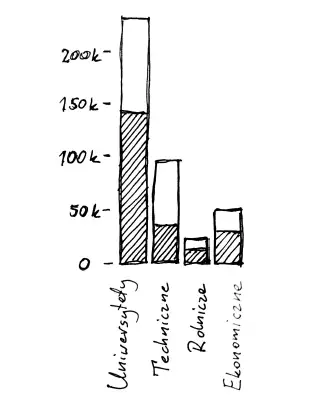 200k
150k
100k
50k
0
Uniwersytety
Techniczne
Rolnicze
Ekonomiczne